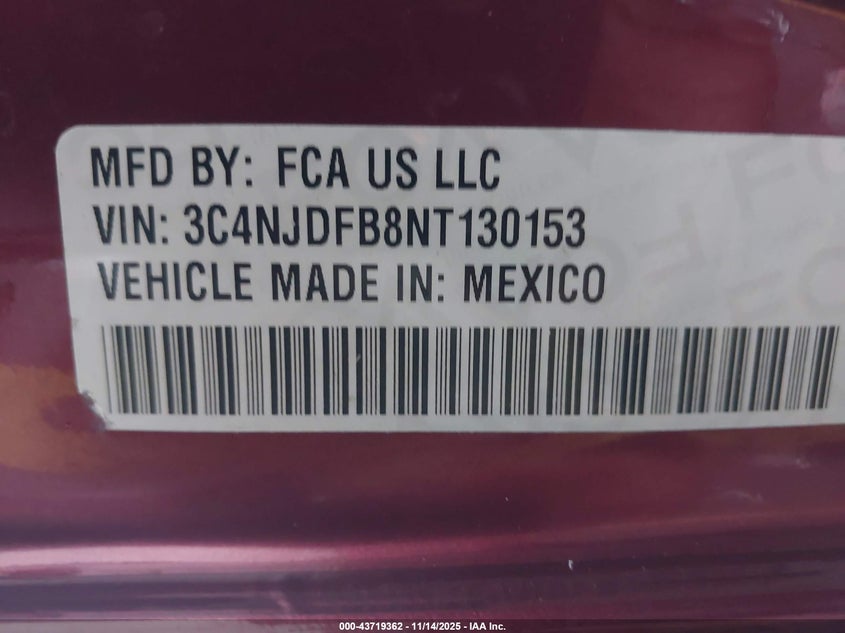 MFD BY: FCA US LLC
VIN: 3C4NJDFB8NT130153
VEHICLE MADE IN: MEXICO
000-43719362 - 11/14/2025 - IAA Inc.